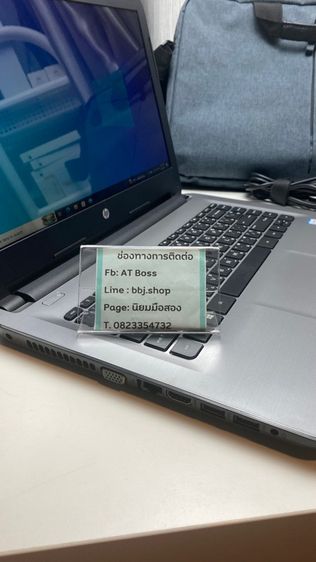 hp
ช่องทางการติดต่อ
Fb: AT Boss
Line : bbj.shop
Page: นิยมมือสอง
T. 0823354732